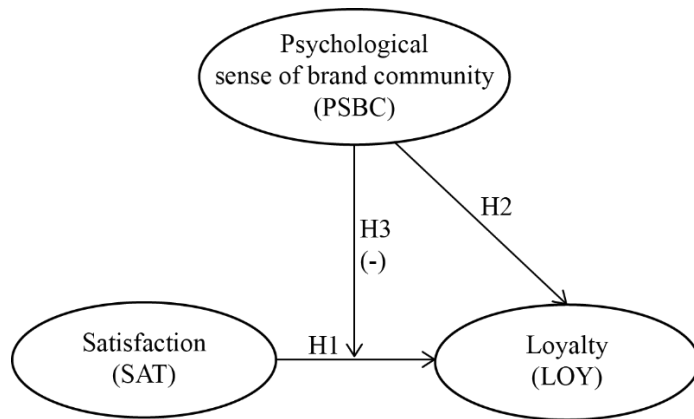 Psychological
sense of brand community
(PSBC)
H2
H3
(-)
Satisfaction
(SAT)
H1
Loyalty
(LOY)